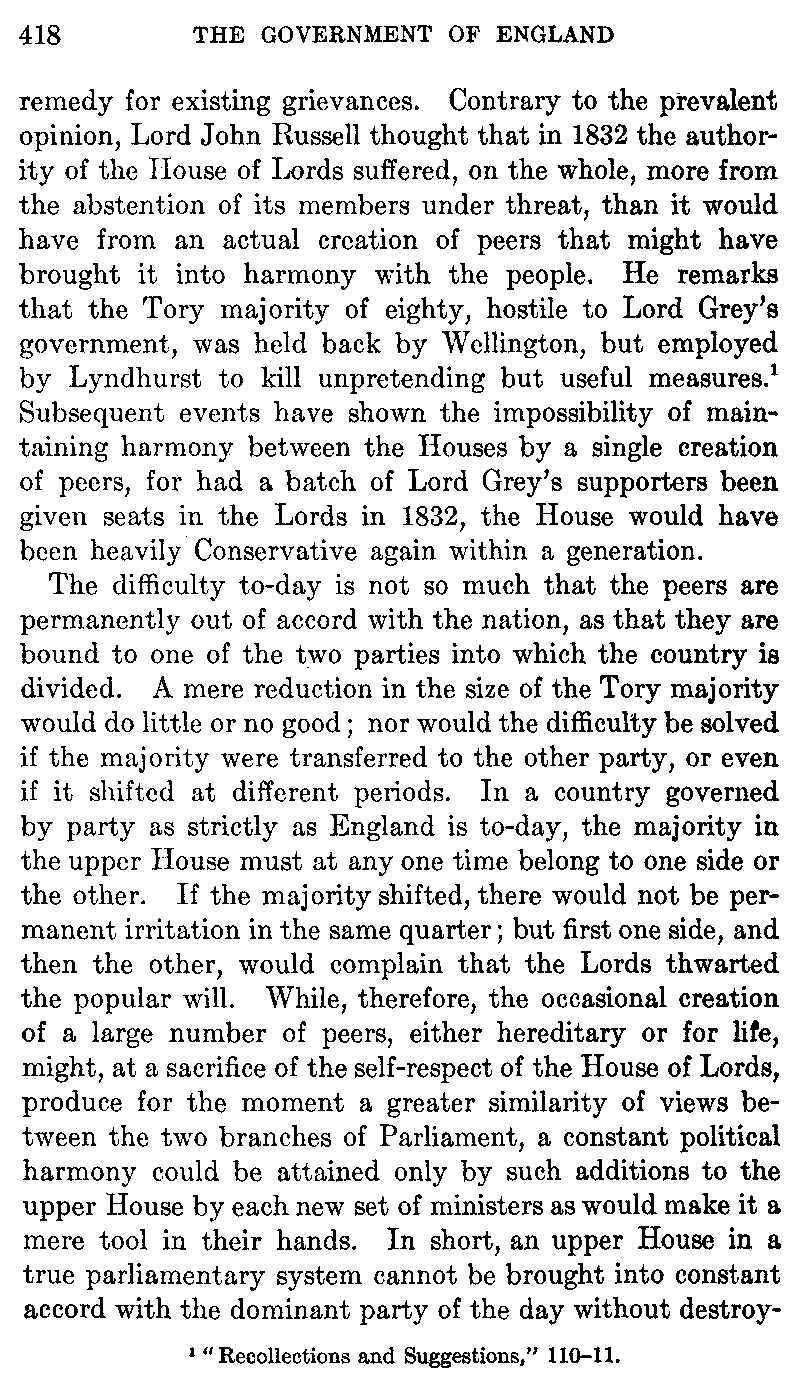 418 THE GOVERNMENT OF ENGLAND
remedy for existing grievances. Contrary to the prevalent
opinion, Lord John Russell thought that in 1832 the author-
ity of the House of Lords suffered, on the whole, more from
the abstention of its members under threat, than it would
have from an actual creation of peers that might have
brought it into harmony with the people. He remarks
that the Tory majority of eighty, hostile to Lord Grey's
government, was held back by Wellington, but employed
by Lyndhurst to kill unpretending but useful measures.¹
Subsequent events have shown the impossibility of main-
taining harmony between the Houses by a single creation
of peers, for had a batch of Lord Grey's supporters been
given seats in the Lords in 1832, the House would have
been heavily Conservative again within a generation.
The difficulty to-day is not so much that the peers are
permanently out of accord with the nation, as that they are
bound to one of the two parties into which the country is
divided. A mere reduction in the size of the Tory majority
would do little or no good; nor would the difficulty be solved
if the majority were transferred to the other party, or even
if it shifted at different periods. In a country governed
by party as strictly as England is to-day, the majority in
the upper House must at any one time belong to one side or
the other. If the majority shifted, there would not be per-
manent irritation in the same quarter; but first one side, and
then the other, would complain that the Lords thwarted
the popular will. While, therefore, the occasional creation
of a large number of peers, either hereditary or for life,
might, at a sacrifice of the self-respect of the House of Lords,
produce for the moment a greater similarity of views be-
tween the two branches of Parliament, a constant political
harmony could be attained only by such additions to the
upper House by each new set of ministers as would make it a
mere tool in their hands. In short, an upper House in a
true parliamentary system cannot be brought into constant
accord with the dominant party of the day without destroy-
¹ "Recollections and Suggestions," 110-11.